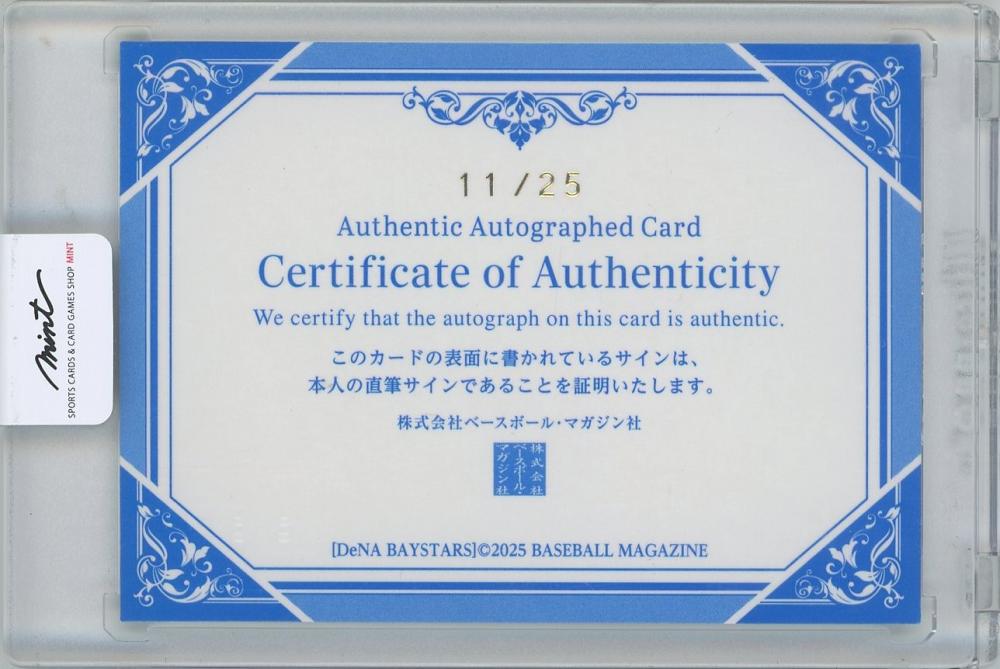 11/25
Authentic Autographed Card
Certificate of Authenticity
We certify that the autograph on this card is authentic.
このカードの表面に書かれているサインは、
本人の直筆サインであることを証明いたします。
株式会社ベースボール・マガジン社
株式会社
ベースボール・
マガジン社
[DeNA BAYSTARS]©2025 BASEBALL MAGAZINE
mint
SPORTS CARDS & CARD GAMES SHOP MINT